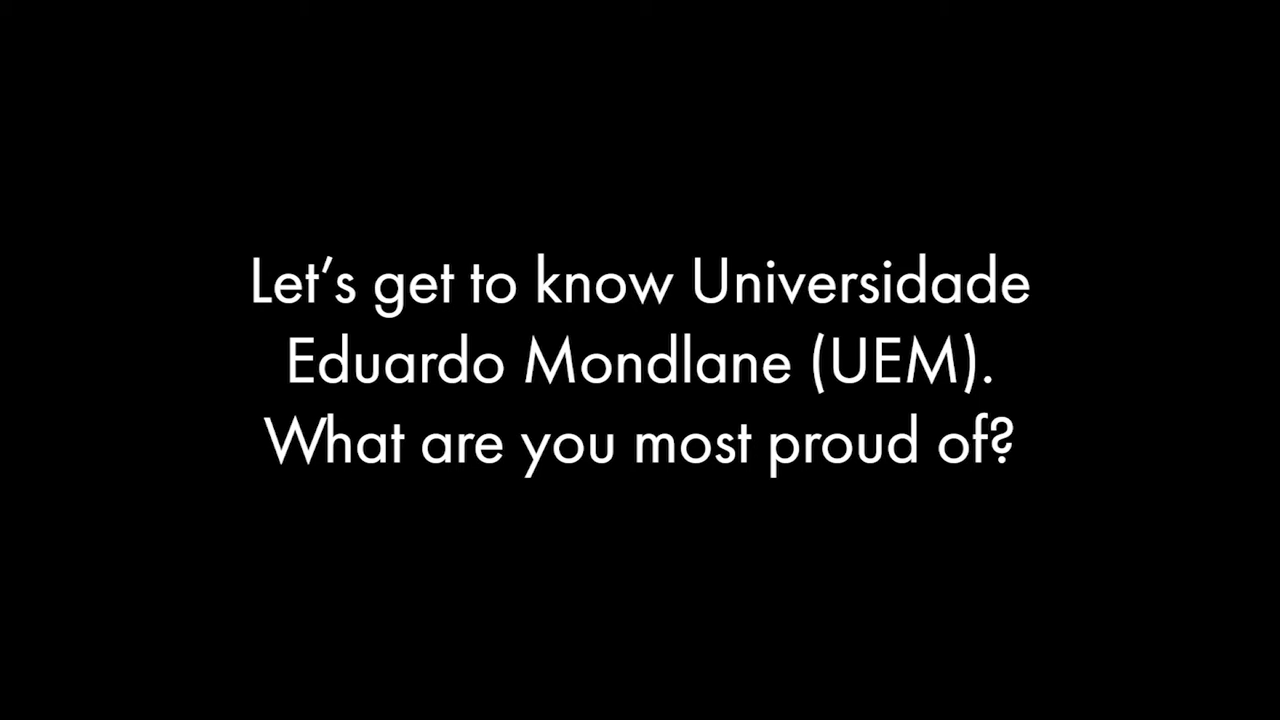 Let’s get to know Universidade
Eduardo Mondlane (UEM).
What are you most proud of?